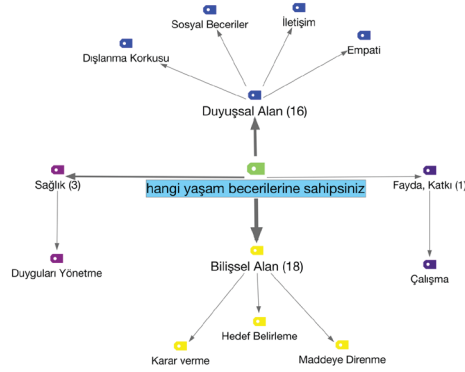 Sosyal Beceriler
İletişim
Dışlanma Korkusu
Empati
Duyuşsal Alan (16)
Sağlık (3)
hangi yaşam becerilerine sahipsiniz
Fayda, Katkı (1)
Duyguları Yönetme
Bilişsel Alan (18)
Çalışma
Karar verme
Hedef Belirleme
Maddeye Direnme